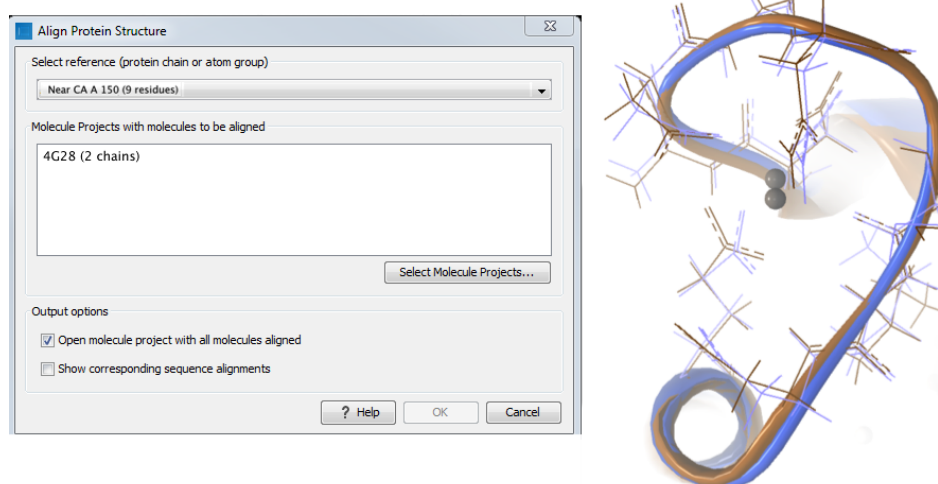 Align Protein Structure
Select reference (protein chain or atom group)
Near CA A 150 (9 residues)
Molecule Projects with molecules to be aligned
4G28 (2 chains)
Select Molecule Projects...
Output options
Open molecule project with all molecules aligned
Show corresponding sequence alignments
? Help OK Cancel